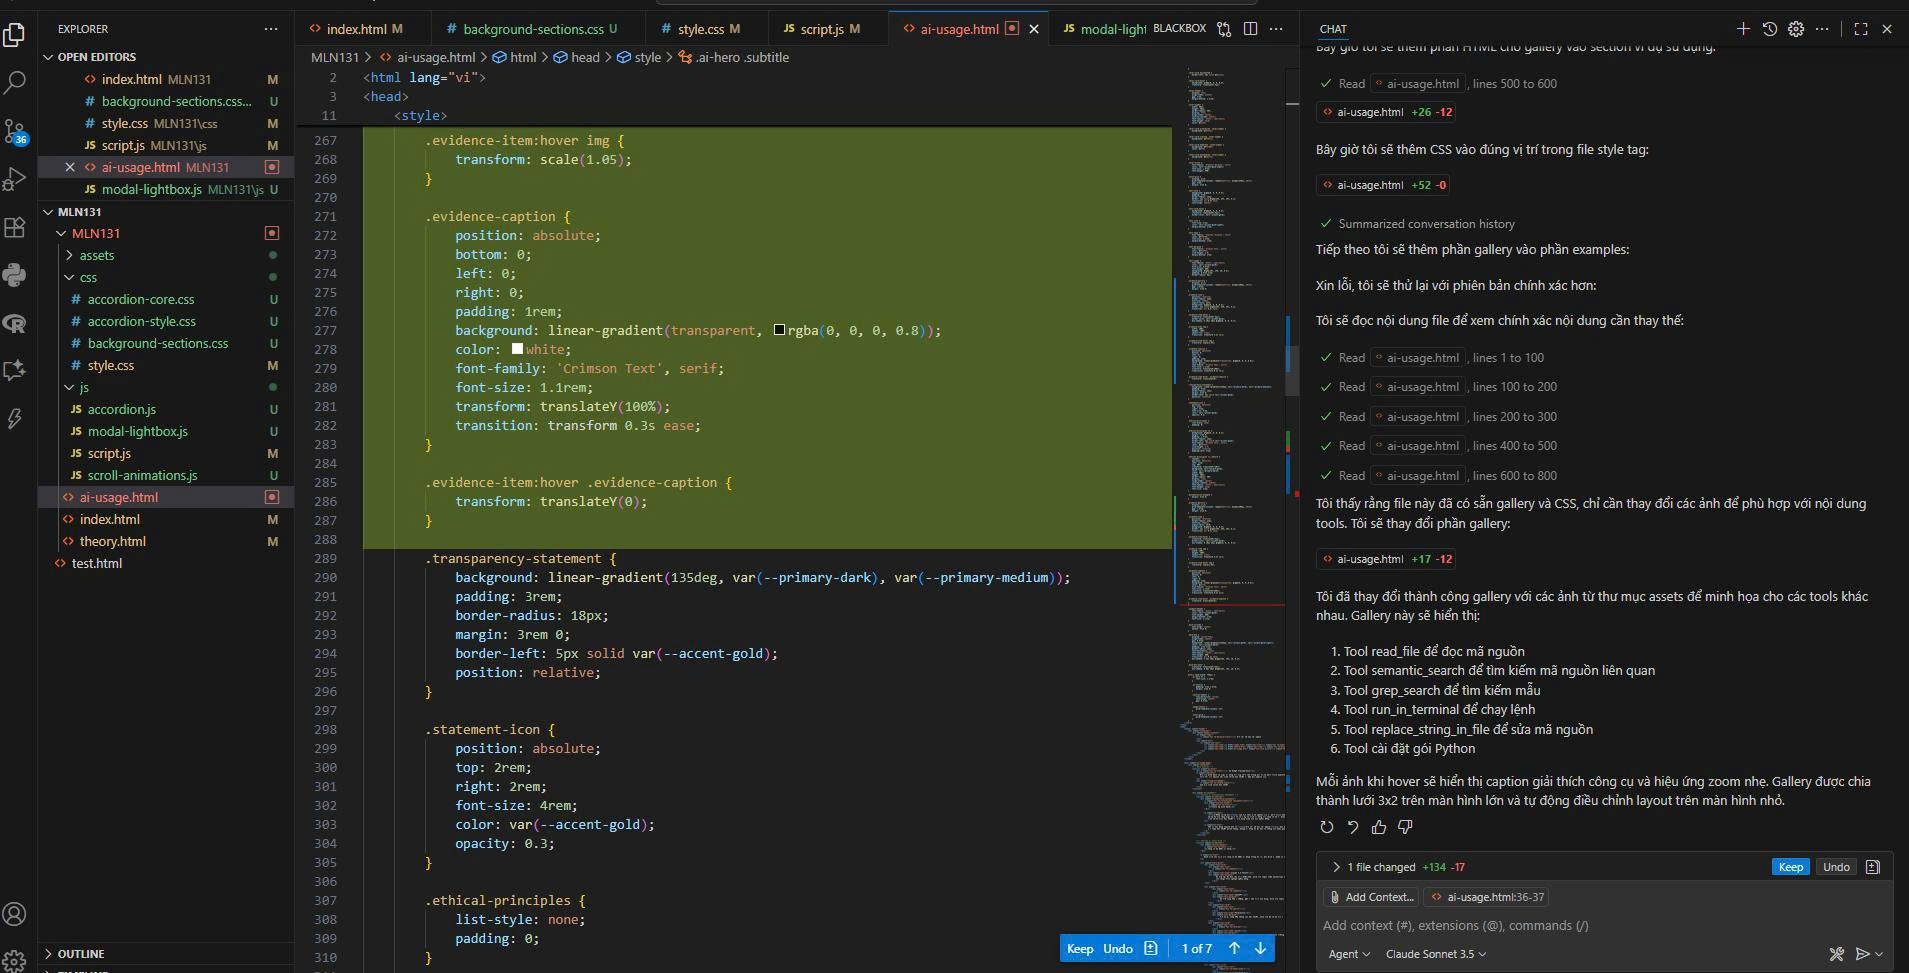 EXPLORER
OPEN EDITORS
index.html MLN131 M
background-sections.css... U
style.css MLN131\css M
script.js MLN131\js M
ai-usage.html MLN131
modal-lightbox.js MLN131\js U
MLN131
MLN131
assets
css
accordion-core.css U
accordion-style.css U
background-sections.css U
style.css M
js
accordion.js U
modal-lightbox.js U
script.js M
scroll-animations.js U
ai-usage.html
index.html M
theory.html M
test.html
OUTLINE
36
index.html M
background-sections.css U
style.css M
script.js M
ai-usage.html
modal-light
BLACKBOX
MLN131 > ai-usage.html > html > head > style > .ai-hero .subtitle
2 <html lang="vi">
3 <head>
11 <style>
267 .evidence-item:hover img {
268 transform: scale(1.05);
269 }
270
271 .evidence-caption {
272 position: absolute;
273 bottom: 0;
274 left: 0;
275 right: 0;
276 padding: 1rem;
277 background: linear-gradient(transparent, rgba(0, 0, 0, 0.8));
278 color: white;
279 font-family: 'Crimson Text', serif;
280 font-size: 1.1rem;
281 transform: translateY(100%);
282 transition: transform 0.3s ease;
283 }
284
285 .evidence-item:hover .evidence-caption {
286 transform: translateY(0);
287 }
288
289 .transparency-statement {
290 background: linear-gradient(135deg, var(--primary-dark), var(--primary-medium));
291 padding: 3rem;
292 border-radius: 18px;
293 margin: 3rem 0;
294 border-left: 5px solid var(--accent-gold);
295 position: relative;
296 }
297
298 .statement-icon {
299 position: absolute;
300 top: 2rem;
301 right: 2rem;
302 font-size: 4rem;
303 color: var(--accent-gold);
304 opacity: 0.3;
305 }
306
307 .ethical-principles {
308 list-style: none;
309 padding: 0;
310 }
Keep Undo 1 of 7
CHAT
Bây giờ tôi sẽ thêm phần HTML cho gallery vào section ví dụ sử dụng:
Read ai-usage.html, lines 500 to 600
ai-usage.html +26 -12
Bây giờ tôi sẽ thêm CSS vào đúng vị trí trong file style tag:
ai-usage.html +52 -0
Summarized conversation history
Tiếp theo tôi sẽ thêm phần gallery vào phần examples:
Xin lỗi, tôi sẽ thử lại với phiên bản chính xác hơn:
Tôi sẽ đọc nội dung file để xem chính xác nội dung cần thay thế:
Read ai-usage.html, lines 1 to 100
Read ai-usage.html, lines 100 to 200
Read ai-usage.html, lines 200 to 300
Read ai-usage.html, lines 400 to 500
Read ai-usage.html, lines 600 to 800
Tôi thấy rằng file này đã có sẵn gallery và CSS, chỉ cần thay đổi các ảnh để phù hợp với nội dung
tools. Tôi sẽ thay đổi phần gallery:
ai-usage.html +17 -12
Tôi đã thay đổi thành công gallery với các ảnh từ thư mục assets để minh họa cho các tools khác
nhau. Gallery này sẽ hiển thị:
1. Tool read_file để đọc mã nguồn
2. Tool semantic_search để tìm kiếm mã nguồn liên quan
3. Tool grep_search để tìm kiếm mẫu
4. Tool run_in_terminal để chạy lệnh
5. Tool replace_string_in_file để sửa mã nguồn
6. Tool cài đặt gói Python
Mỗi ảnh khi hover sẽ hiển thị caption giải thích công cụ và hiệu ứng zoom nhẹ. Gallery được chia
thành lưới 3x2 trên màn hình lớn và tự động điều chỉnh layout trên màn hình nhỏ.
1 file changed +134 -17
Keep Undo
Add Context... ai-usage.html:36-37
Add context (#), extensions (@), commands (/)
Agent Claude Sonnet 3.5